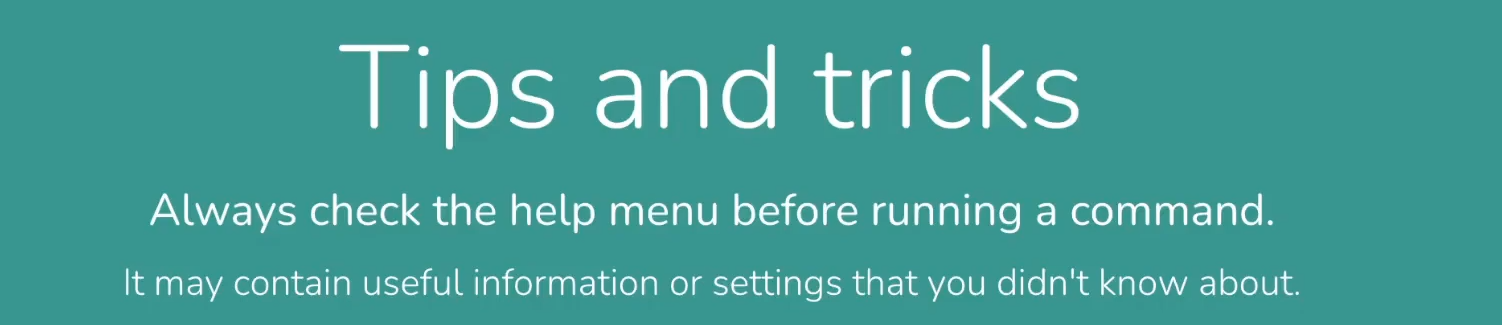 Tips and tricks
Always check the help menu before running a command.
It may contain useful information or settings that you didn't know about.